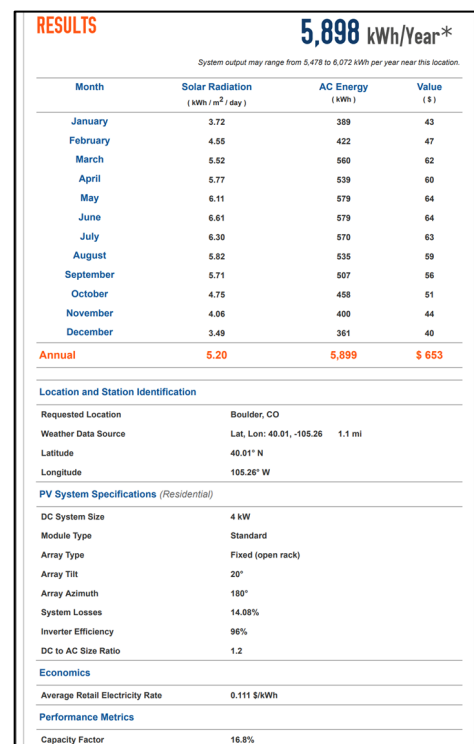 RESULTS
5,898 kWh/Year*
System output may range from 5,478 to 6,072 kWh per year near this location.
Month Solar Radiation AC Energy Value
( kWh / m2 / day ) ( kWh ) ( $ )
January 3.72 389 43
February 4.55 422 47
March 5.52 560 62
April 5.77 539 60
May 6.11 579 64
June 6.61 579 64
July 6.30 570 63
August 5.82 535 59
September 5.71 507 56
October 4.75 458 51
November 4.06 400 44
December 3.49 361 40
Annual 5.20 5,899 $ 653
Location and Station Identification
Requested Location Boulder, CO
Weather Data Source Lat, Lon: 40.01, -105.26 1.1 mi
Latitude 40.01° N
Longitude 105.26° W
PV System Specifications (Residential)
DC System Size 4 kW
Module Type Standard
Array Type Fixed (open rack)
Array Tilt 20°
Array Azimuth 180°
System Losses 14.08%
Inverter Efficiency 96%
DC to AC Size Ratio 1.2
Economics
Average Retail Electricity Rate 0.111 $/kWh
Performance Metrics
Capacity Factor 16.8%